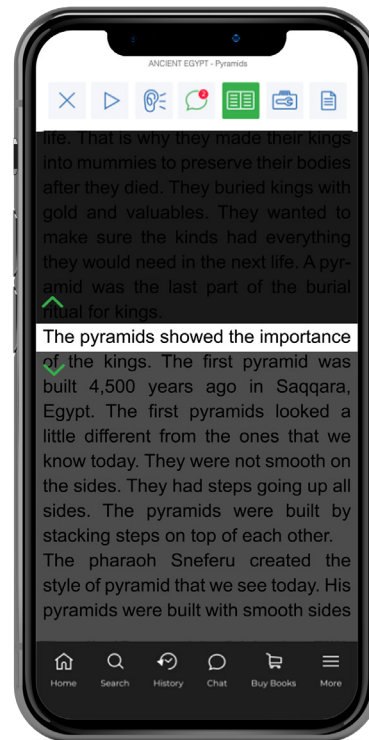 ANCIENT EGYPT - Pyramids
2
life. That is why they made their kings
into mummies to preserve their bodies
after they died. They buried kings with
gold and valuables. They wanted to
make sure the kinds had everything
they would need in the next life. A pyr-
amid was the last part of the burial
ritual for kings.
The pyramids showed the importance
of the kings. The first pyramid was
built 4,500 years ago in Saqqara,
Egypt. The first pyramids looked a
little different from the ones that we
know today. They were not smooth on
the sides. They had steps going up all
sides. The pyramids were built by
stacking steps on top of each other.
The pharaoh Sneferu created the
style of pyramid that we see today. His
pyramids were built with smooth sides
Home Search History Chat Buy Books More